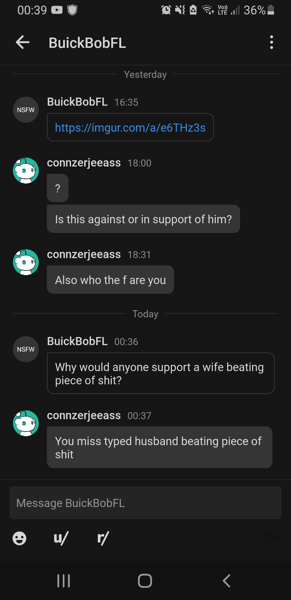 00:39
Voo
LTE
36%
BuickBobFL
Yesterday
NSFW
BuickBobFL 16:35
https://imgur.com/a/e6THz3s
connzerjeeass 18:00
?
Is this against or in support of him?
connzerjeeass 18:31
Also who the f are you
Today
NSFW
BuickBobFL 00:36
Why would anyone support a wife beating
piece of shit?
connzerjeeass 00:37
You miss typed husband beating piece of
shit
Message BuickBobFL
u/ r/